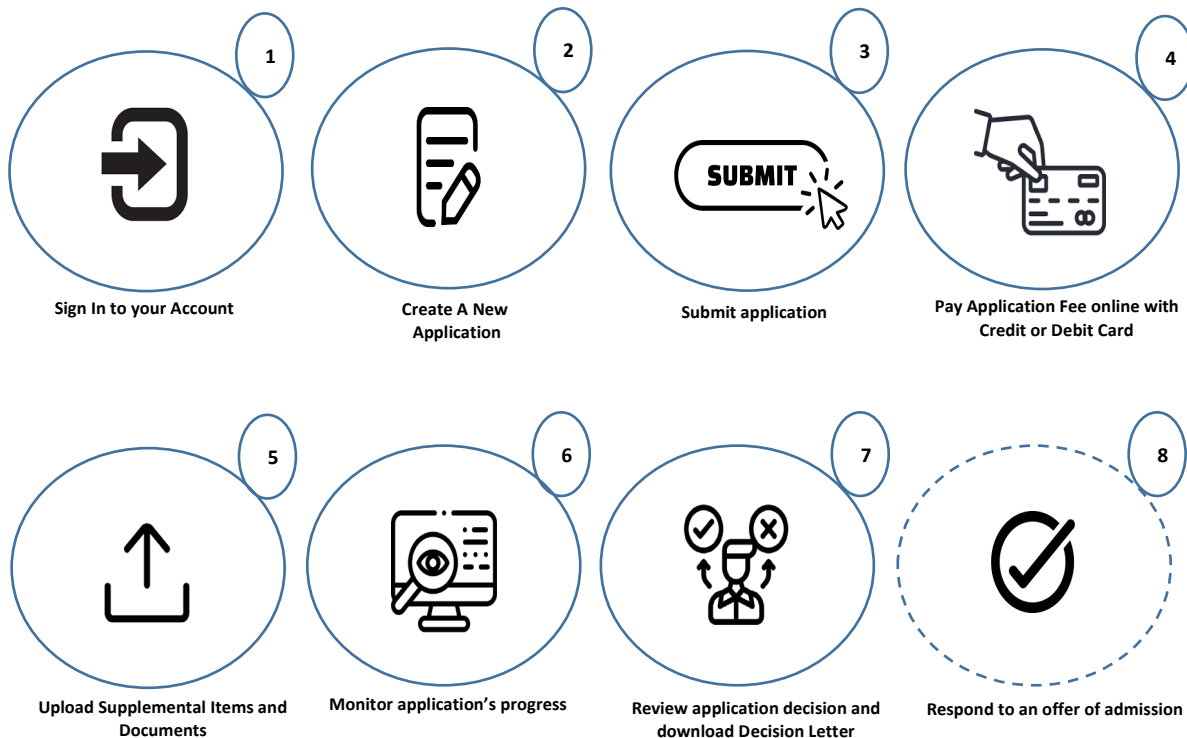 1
Sign In to your Account
2
Create A New
Application
3
SUBMIT
Submit application
4
Pay Application Fee online with
Credit or Debit Card
5
Upload Supplemental Items and
Documents
6
Monitor application’s progress
7
Review application decision and
download Decision Letter
8
Respond to an offer of admission